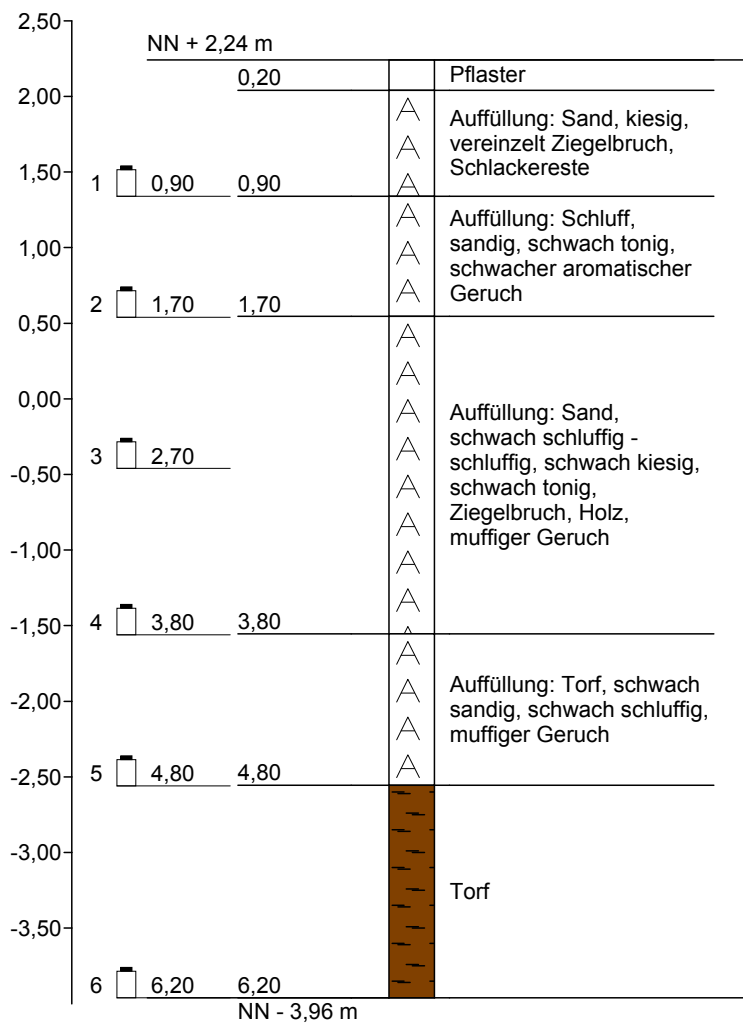 2,50
NN + 2,24 m
0,20
Pflaster
2,00
Auffüllung: Sand, kiesig,
vereinzelt Ziegelbruch,
Schlackereste
1,50
1
0,90
0,90
Auffüllung: Schluff,
sandig, schwach tonig,
schwacher aromatischer
Geruch
1,00
2
1,70
1,70
0,50
0,00
Auffüllung: Sand,
schwach schluffig -
schluffig, schwach kiesig,
schwach tonig,
Ziegelbruch, Holz,
muffiger Geruch
3
2,70
-0,50
-1,00
-1,50
4
3,80
3,80
Auffüllung: Torf, schwach
sandig, schwach schluffig,
muffiger Geruch
-2,00
-2,50
5
4,80
4,80
-3,00
Torf
-3,50
6
6,20
6,20
NN - 3,96 m